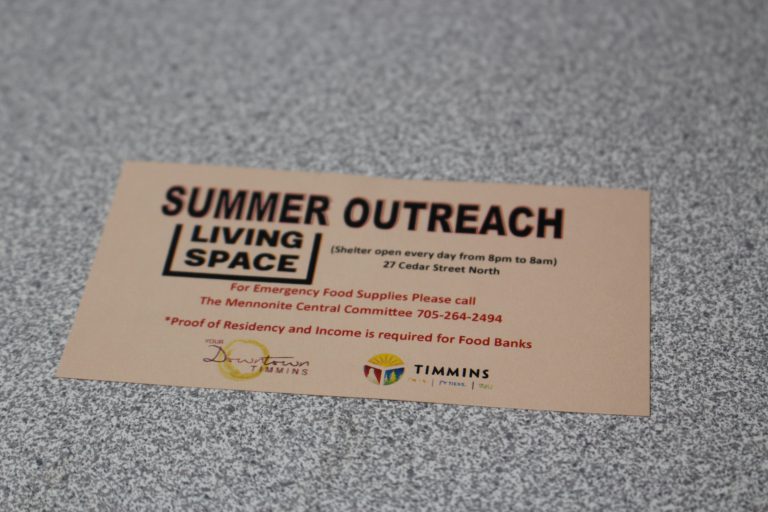 SUMMER OUTREACH
LIVING
SPACE
(Shelter open every day from 8pm to 8am)
27 Cedar Street North
For Emergency Food Supplies Please call
The Mennonite Central Committee 705-264-2494
*Proof of Residency and Income is required for Food Banks
YOUR
Downtown
TIMMINS
TIMMINS